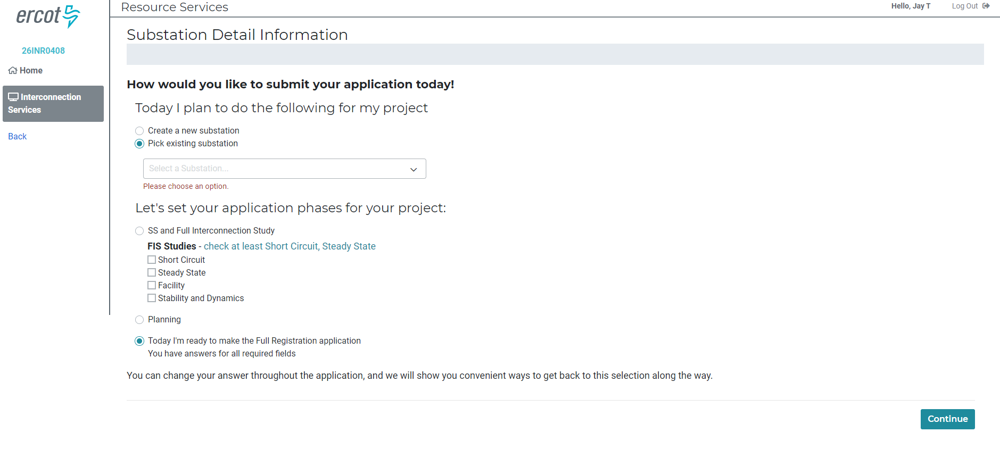 ercot
Resource Services
Hello, Jay T
Log Out
26INR0408
Home
Interconnection
Services
Back
Substation Detail Information
How would you like to submit your application today!
Today I plan to do the following for my project
Create a new substation
Pick existing substation
Select a Substation...
Please choose an option.
Let's set your application phases for your project:
SS and Full Interconnection Study
FIS Studies - check at least Short Circuit, Steady State
Short Circuit
Steady State
Facility
Stability and Dynamics
Planning
Today I'm ready to make the Full Registration application
You have answers for all required fields
You can change your answer throughout the application, and we will show you convenient ways to get back to this selection along the way.
Continue